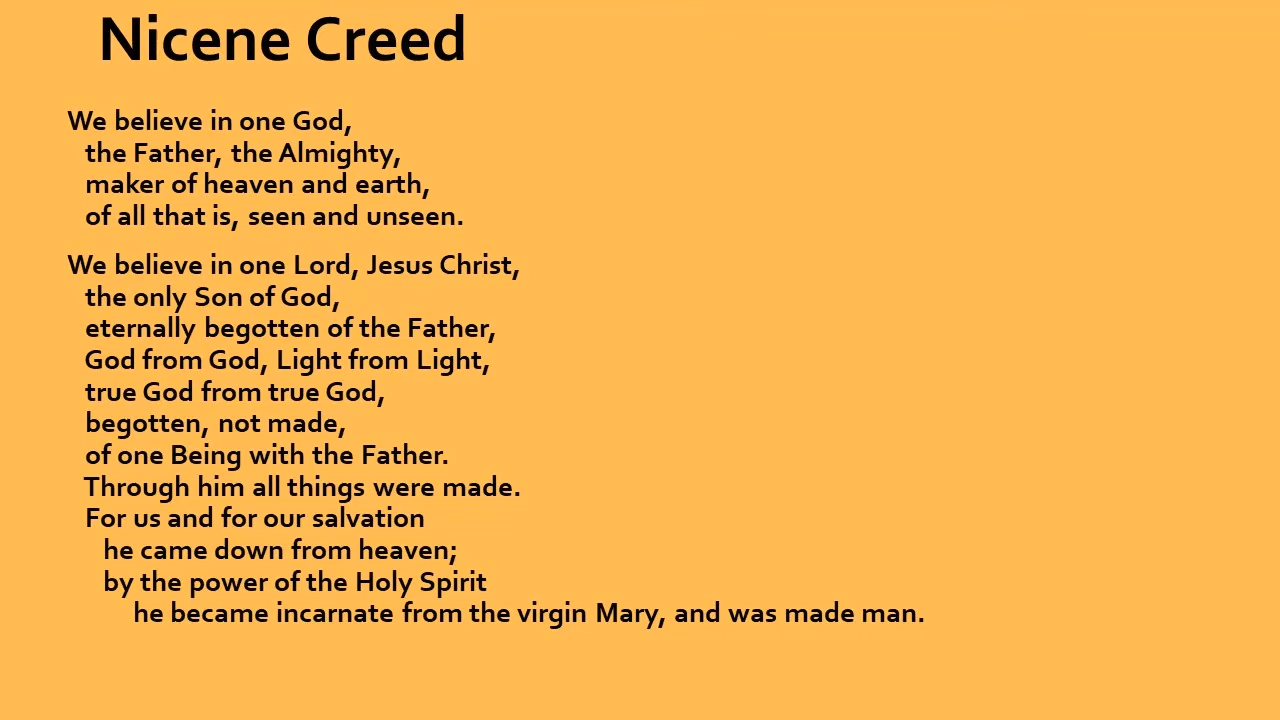 Nicene Creed
We believe in one God,
the Father, the Almighty,
maker of heaven and earth,
of all that is, seen and unseen.
We believe in one Lord, Jesus Christ,
the only Son of God,
eternally begotten of the Father,
God from God, Light from Light,
true God from true God,
begotten, not made,
of one Being with the Father.
Through him all things were made.
For us and for our salvation
he came down from heaven;
by the power of the Holy Spirit
he became incarnate from the virgin Mary, and was made man.